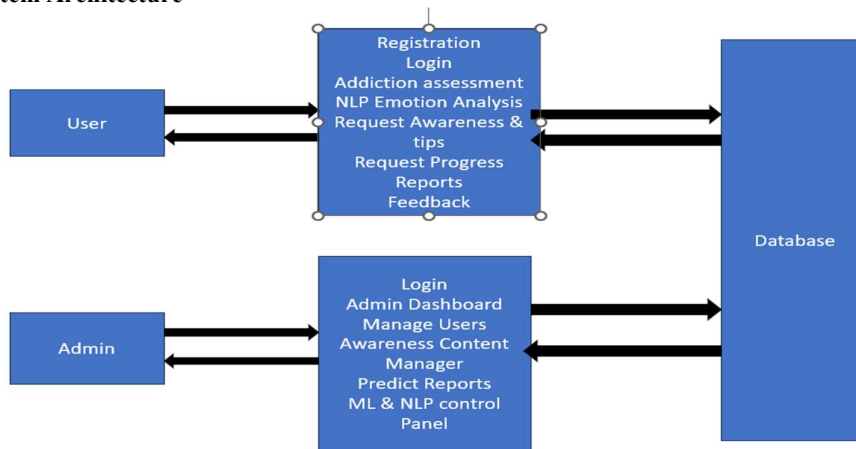 User
Registration
Login
Addiction assessment
NLP Emotion Analysis
Request Awareness &
tips
Request Progress
Reports
Feedback
Database
Admin
Login
Admin Dashboard
Manage Users
Awareness Content
Manager
Predict Reports
ML & NLP control
Panel